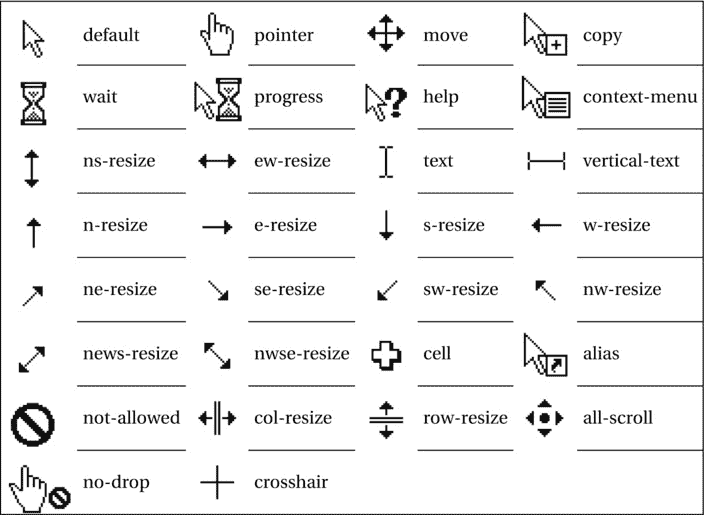 default pointer move copy
wait progress help context-menu
ns-resize ew-resize text vertical-text
n-resize e-resize s-resize w-resize
ne-resize se-resize sw-resize nw-resize
news-resize nwse-resize cell alias
not-allowed col-resize row-resize all-scroll
no-drop crosshair